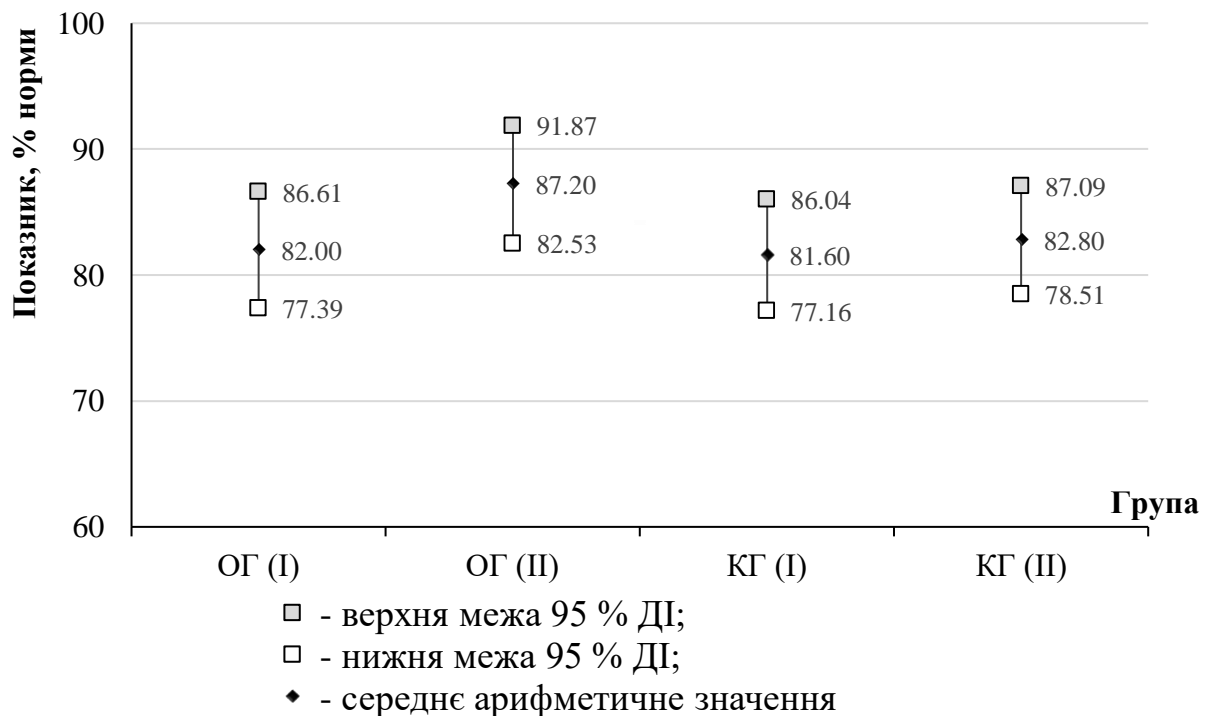 Показник, % норми
100
90
80
70
60
86.61
82.00
77.39
91.87
87.20
82.53
86.04
81.60
77.16
87.09
82.80
78.51
Група
ОГ (I)
ОГ (II)
КГ (I)
КГ (II)
- верхня межа 95 % ДІ;
- нижня межа 95 % ДІ;
- середнє арифметичне значення